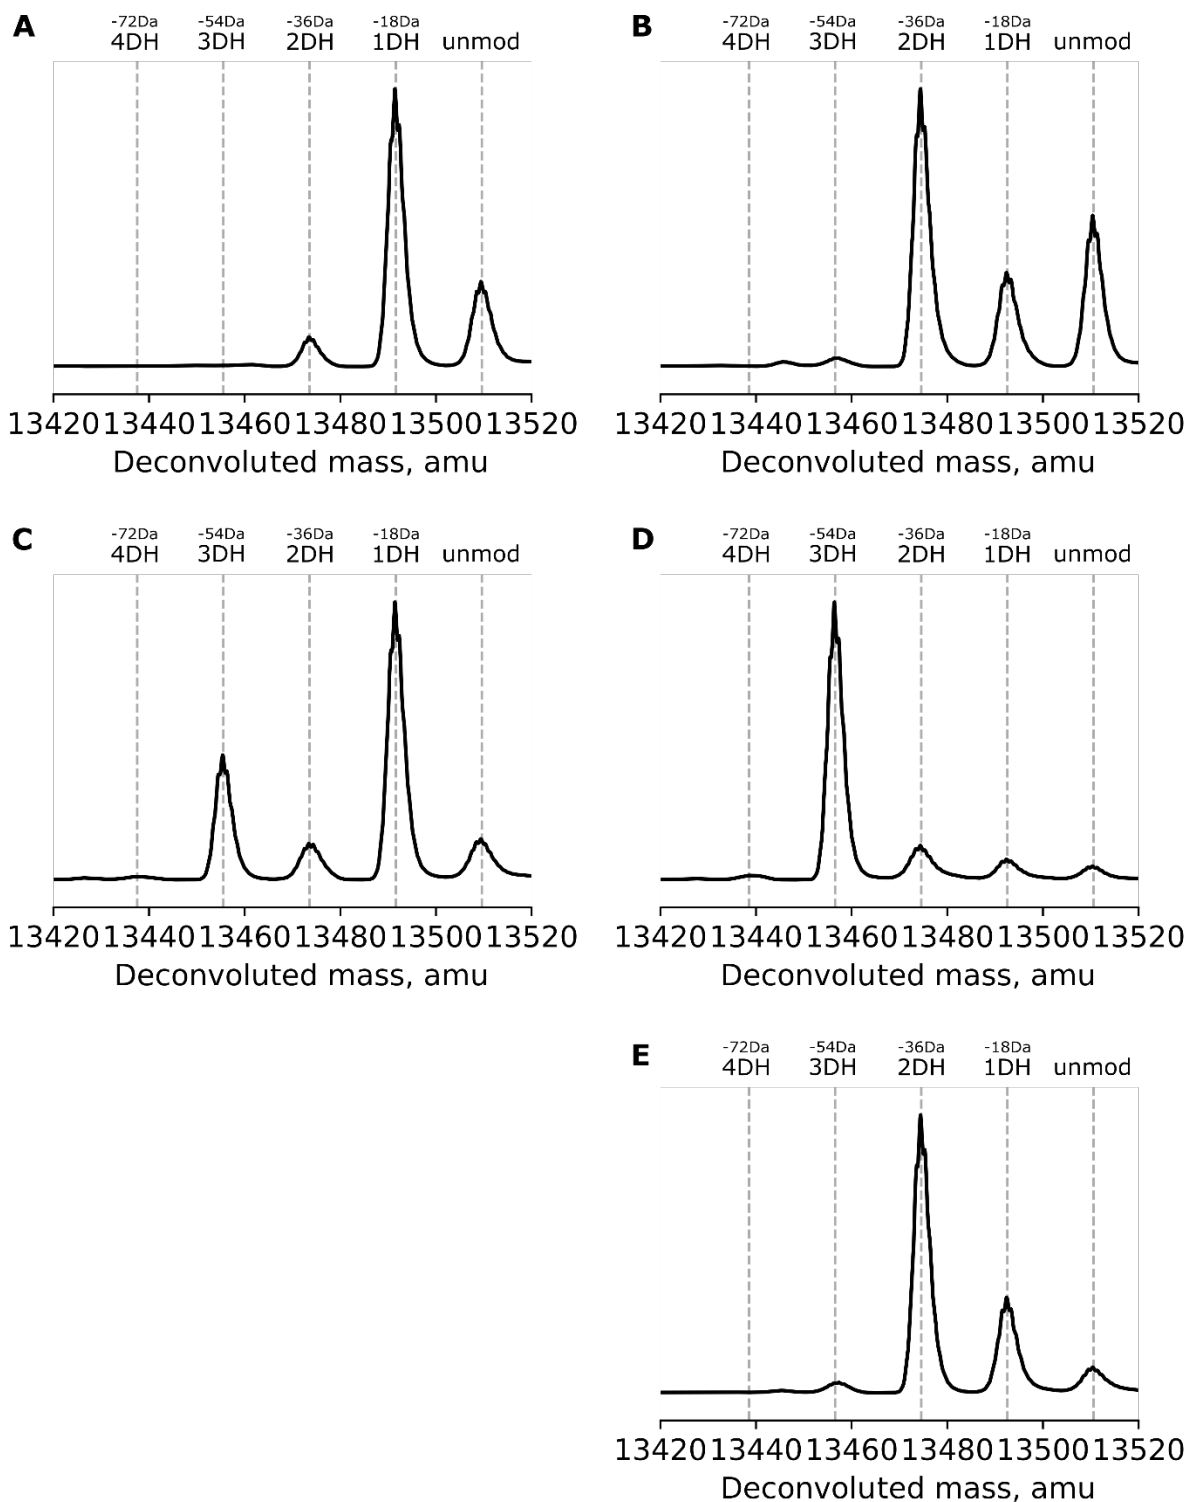 A
-72Da -54Da -36Da -18Da
4DH 3DH 2DH 1DH unmod
13420 13440 13460 13480 13500 13520
Deconvoluted mass, amu
B
-72Da -54Da -36Da -18Da
4DH 3DH 2DH 1DH unmod
13420 13440 13460 13480 13500 13520
Deconvoluted mass, amu
C
-72Da -54Da -36Da -18Da
4DH 3DH 2DH 1DH unmod
13420 13440 13460 13480 13500 13520
Deconvoluted mass, amu
D
-72Da -54Da -36Da -18Da
4DH 3DH 2DH 1DH unmod
13420 13440 13460 13480 13500 13520
Deconvoluted mass, amu
E
-72Da -54Da -36Da -18Da
4DH 3DH 2DH 1DH unmod
13420 13440 13460 13480 13500 13520
Deconvoluted mass, amu